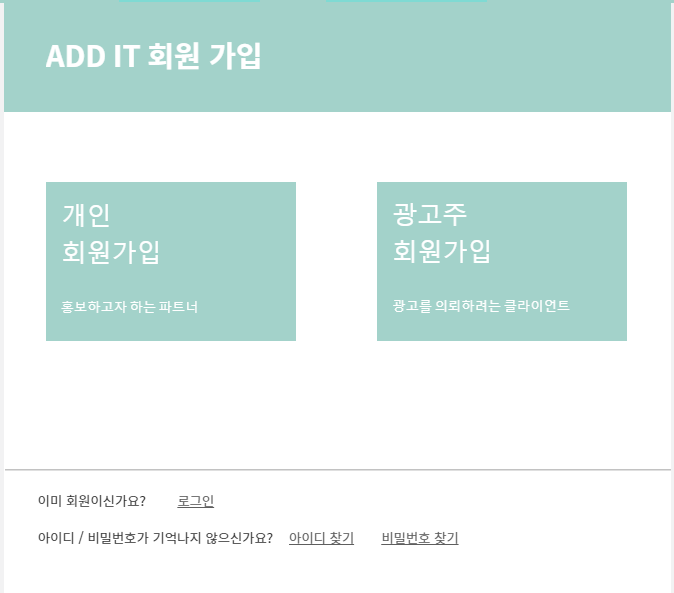 ADD IT 회원 가입
개인
회원가입
홍보하고자 하는 파트너
광고주
회원가입
광고를 의뢰하려는 클라이언트
이미 회원이신가요? 로그인
아이디 / 비밀번호가 기억나지 않으신가요? 아이디 찾기 비밀번호 찾기